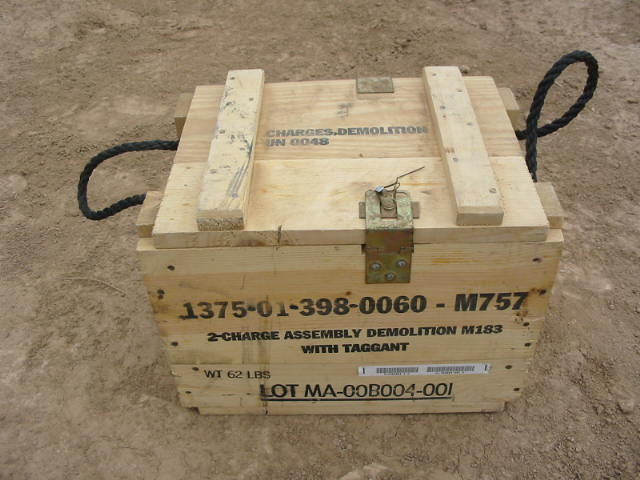 CHARGES, DEMOLITION
UN 0048
1375-01-398-0060 - M757
2-CHARGE ASSEMBLY DEMOLITION M183
WITH TAGGANT
WT 62 LBS
LOT MA-00B004-001